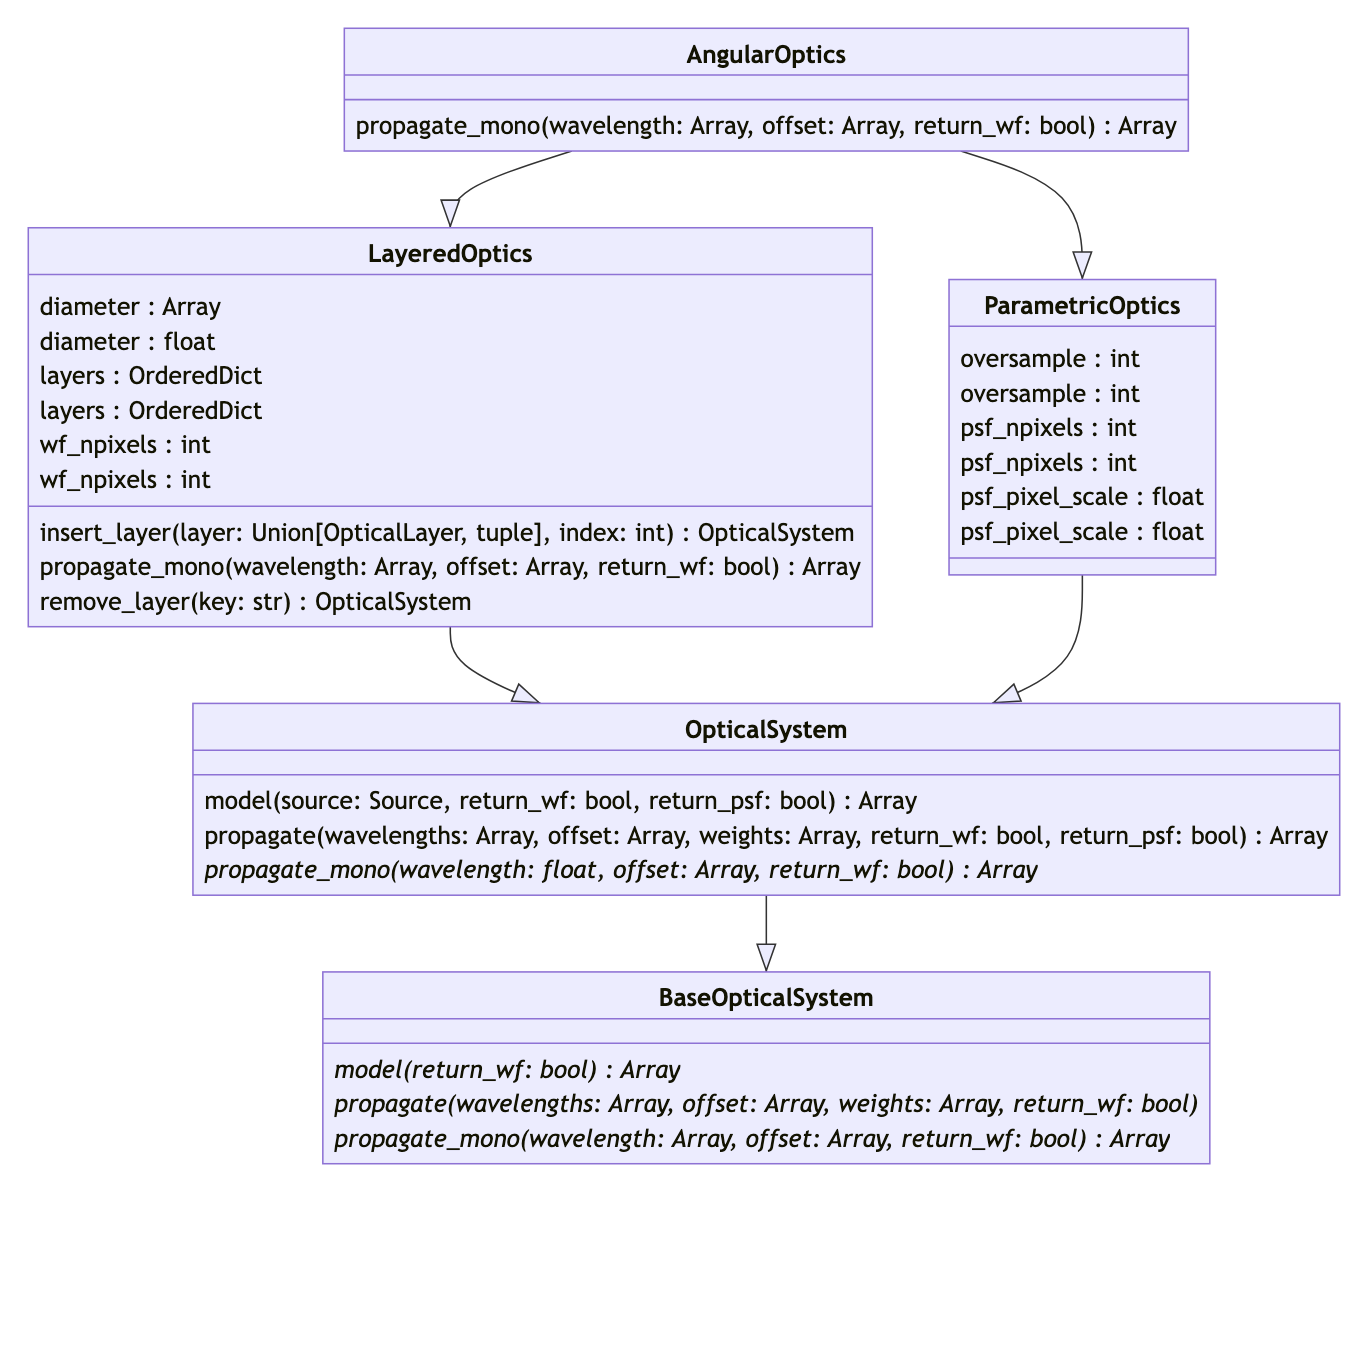 AngularOptics
propagate_mono(wavelength: Array, offset: Array, return_wf: bool) : Array
LayeredOptics
diameter : Array
diameter : float
layers : OrderedDict
layers : OrderedDict
wf_npixels : int
wf_npixels : int
insert_layer(layer: Union[OpticalLayer, tuple], index: int) : OpticalSystem
propagate_mono(wavelength: Array, offset: Array, return_wf: bool) : Array
remove_layer(key: str) : OpticalSystem
ParametricOptics
oversample : int
oversample : int
psf_npixels : int
psf_npixels : int
psf_pixel_scale : float
psf_pixel_scale : float
OpticalSystem
model(source: Source, return_wf: bool, return_psf: bool) : Array
propagate(wavelengths: Array, offset: Array, weights: Array, return_wf: bool, return_psf: bool) : Array
propagate_mono(wavelength: float, offset: Array, return_wf: bool) : Array
BaseOpticalSystem
model(return_wf: bool) : Array
propagate(wavelengths: Array, offset: Array, weights: Array, return_wf: bool)
propagate_mono(wavelength: Array, offset: Array, return_wf: bool) : Array